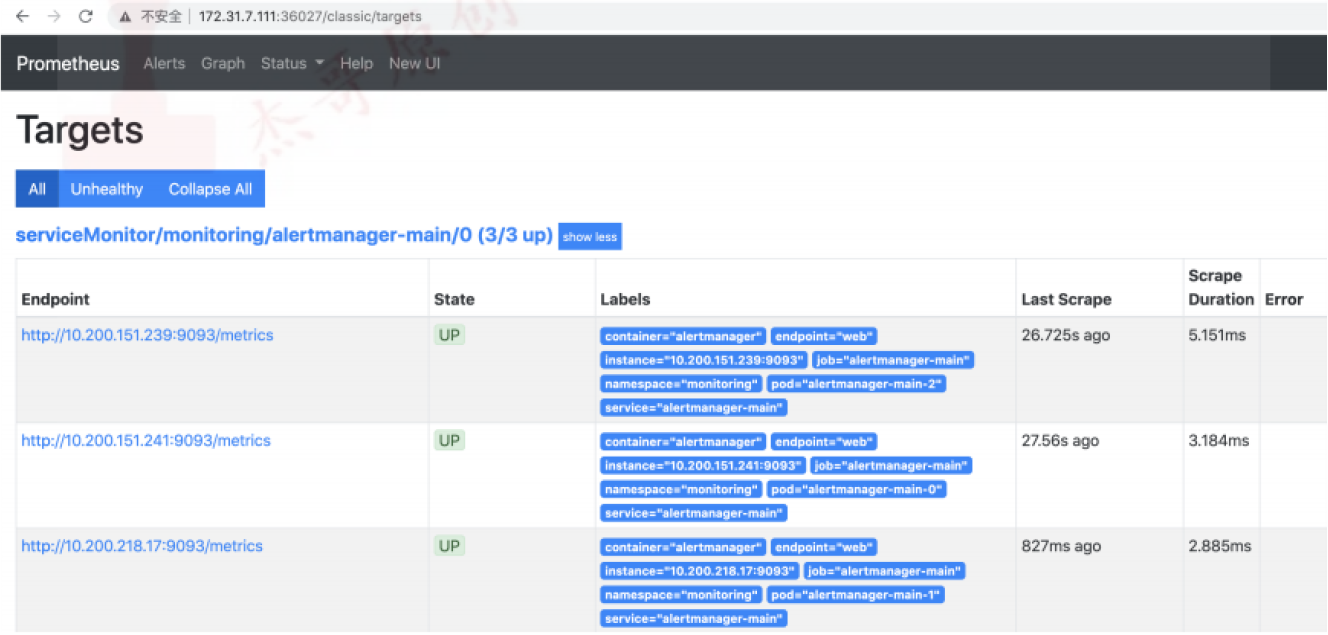 不安全 172.31.7.111:36027/classic/targets
Prometheus Alerts Graph Status Help New UI
杰哥原创
Targets
All Unhealthy Collapse All
serviceMonitor/monitoring/alertmanager-main/0 (3/3 up) show less
Endpoint State Labels Last Scrape Scrape Duration Error
http://10.200.151.239:9093/metrics UP container="alertmanager" endpoint="web" 26.725s ago 5.151ms
instance="10.200.151.239:9093" job="alertmanager-main"
namespace="monitoring" pod="alertmanager-main-2"
service="alertmanager-main"
http://10.200.151.241:9093/metrics UP container="alertmanager" endpoint="web" 27.56s ago 3.184ms
instance="10.200.151.241:9093" job="alertmanager-main"
namespace="monitoring" pod="alertmanager-main-0"
service="alertmanager-main"
http://10.200.218.17:9093/metrics UP container="alertmanager" endpoint="web" 827ms ago 2.885ms
instance="10.200.218.17:9093" job="alertmanager-main"
namespace="monitoring" pod="alertmanager-main-1"
service="alertmanager-main"